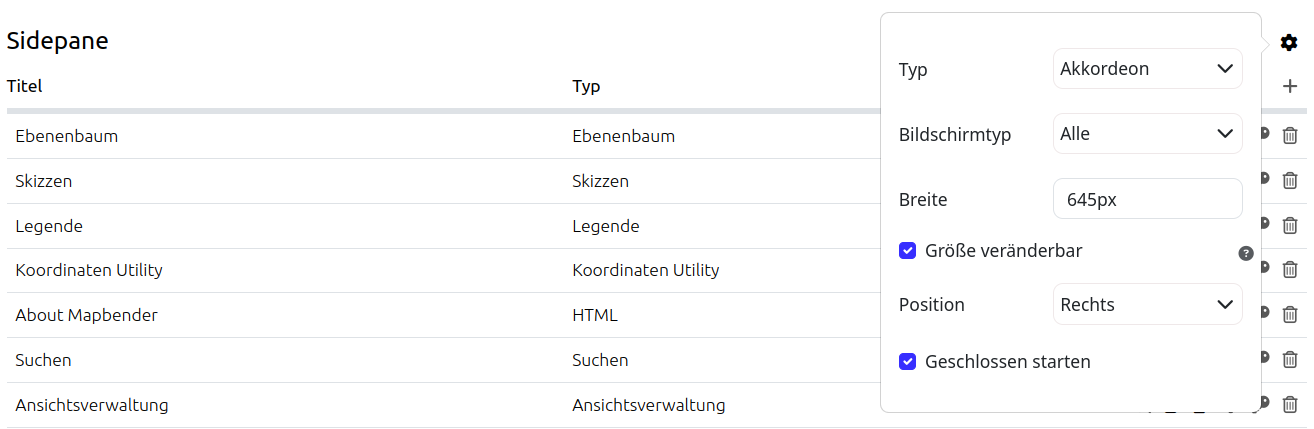 Sidepane
Titel Typ
Ebenenbaum Ebenenbaum
Skizzen Skizzen
Legende Legende
Koordinaten Utility Koordinaten Utility
About Mapbender HTML
Suchen Suchen
Ansichtsverwaltung Ansichtsverwaltung
Typ Akkordeon
Bildschirmtyp Alle
Breite 645px
Größe veränderbar ?
Position Rechts
Geschlossen starten